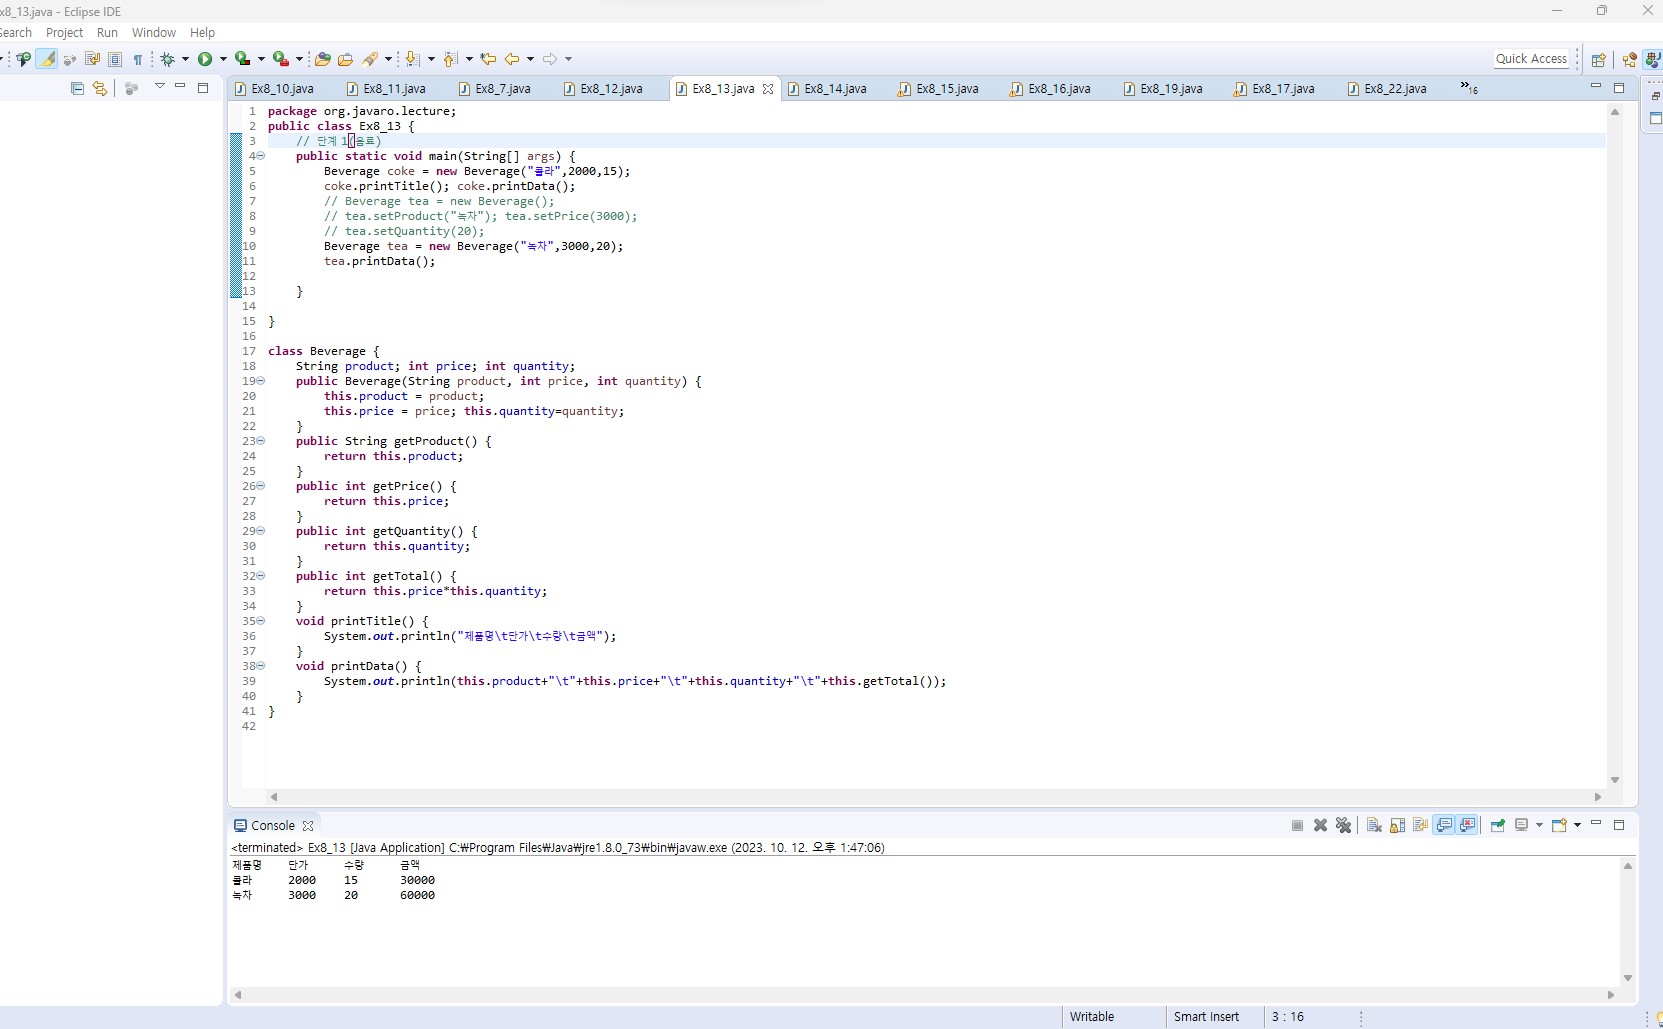 x8_13.java - Eclipse IDE
Search Project Run Window Help
Quick Access
Ex8_10.java Ex8_11.java Ex8_7.java Ex8_12.java Ex8_13.java Ex8_14.java Ex8_15.java Ex8_16.java Ex8_19.java Ex8_17.java Ex8_22.java »16
1 package org.javaro.lecture;
2 public class Ex8_13 {
3 // 단계 1(음료)
4 public static void main(String[] args) {
5 Beverage coke = new Beverage("콜라",2000,15);
6 coke.printTitle(); coke.printData();
7 // Beverage tea = new Beverage();
8 // tea.setProduct("녹차"); tea.setPrice(3000);
9 // tea.setQuantity(20);
10 Beverage tea = new Beverage("녹차",3000,20);
11 tea.printData();
12
13 }
14
15 }
16
17 class Beverage {
18 String product; int price; int quantity;
19 public Beverage(String product, int price, int quantity) {
20 this.product = product;
21 this.price = price; this.quantity=quantity;
22 }
23 public String getProduct() {
24 return this.product;
25 }
26 public int getPrice() {
27 return this.price;
28 }
29 public int getQuantity() {
30 return this.quantity;
31 }
32 public int getTotal() {
33 return this.price*this.quantity;
34 }
35 void printTitle() {
36 System.out.println("제품명\t단가\t수량\t금액");
37 }
38 void printData() {
39 System.out.println(this.product+"\t"+this.price+"\t"+this.quantity+"\t"+this.getTotal());
40 }
41 }
42
Console
<terminated> Ex8_13 [Java Application] C:₩Program Files₩Java₩jre1.8.0_73₩bin₩javaw.exe (2023. 10. 12. 오후 1:47:06)
제품명 단가 수량 금액
콜라 2000 15 30000
녹차 3000 20 60000
Writable Smart Insert 3 : 16